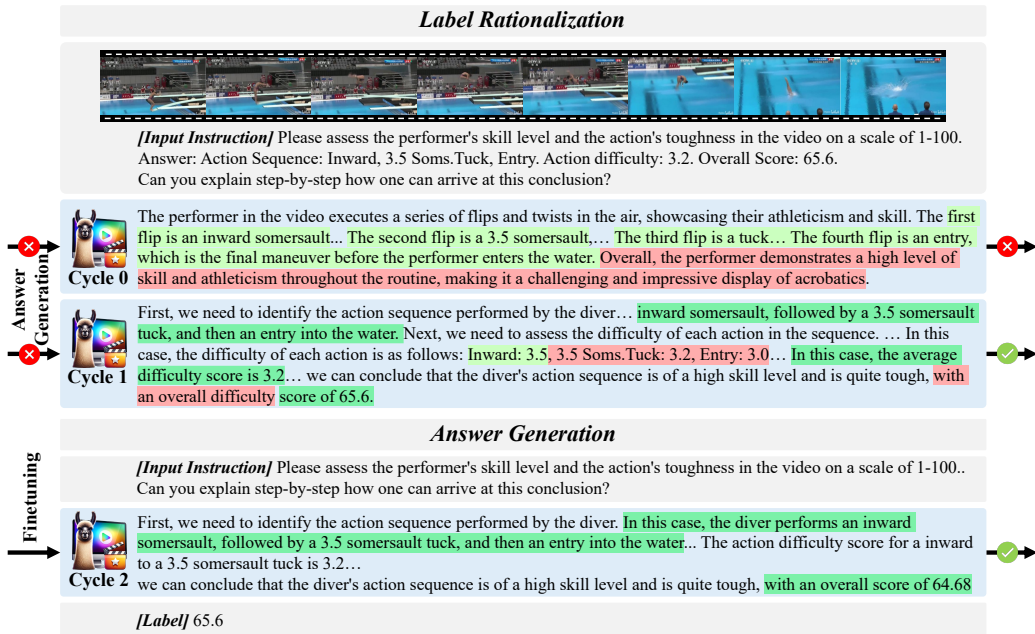 Label Rationalization
[Input Instruction] Please assess the performer's skill level and the action's toughness in the video on a scale of 1-100.
Answer: Action Sequence: Inward, 3.5 Soms.Tuck, Entry. Action difficulty: 3.2. Overall Score: 65.6.
Can you explain step-by-step how one can arrive at this conclusion?
Answer
Generation
The performer in the video executes a series of flips and twists in the air, showcasing their athleticism and skill. The first
flip is an inward somersault... The second flip is a 3.5 somersault,… The third flip is a tuck… The fourth flip is an entry,
which is the final maneuver before the performer enters the water. Overall, the performer demonstrates a high level of
skill and athleticism throughout the routine, making it a challenging and impressive display of acrobatics.
Cycle 0
First, we need to identify the action sequence performed by the diver… inward somersault, followed by a 3.5 somersault
tuck, and then an entry into the water. Next, we need to assess the difficulty of each action in the sequence. … In this
case, the difficulty of each action is as follows: Inward: 3.5, 3.5 Soms.Tuck: 3.2, Entry: 3.0… In this case, the average
difficulty score is 3.2… we can conclude that the diver's action sequence is of a high skill level and is quite tough, with
an overall difficulty score of 65.6.
Cycle 1
Answer Generation
[Input Instruction] Please assess the performer's skill level and the action's toughness in the video on a scale of 1-100..
Can you explain step-by-step how one can arrive at this conclusion?
Finetuning
First, we need to identify the action sequence performed by the diver. In this case, the diver performs an inward
somersault, followed by a 3.5 somersault tuck, and then an entry into the water... The action difficulty score for a inward
to a 3.5 somersault tuck is 3.2…
we can conclude that the diver's action sequence is of a high skill level and is quite tough, with an overall score of 64.68
Cycle 2
[Label] 65.6